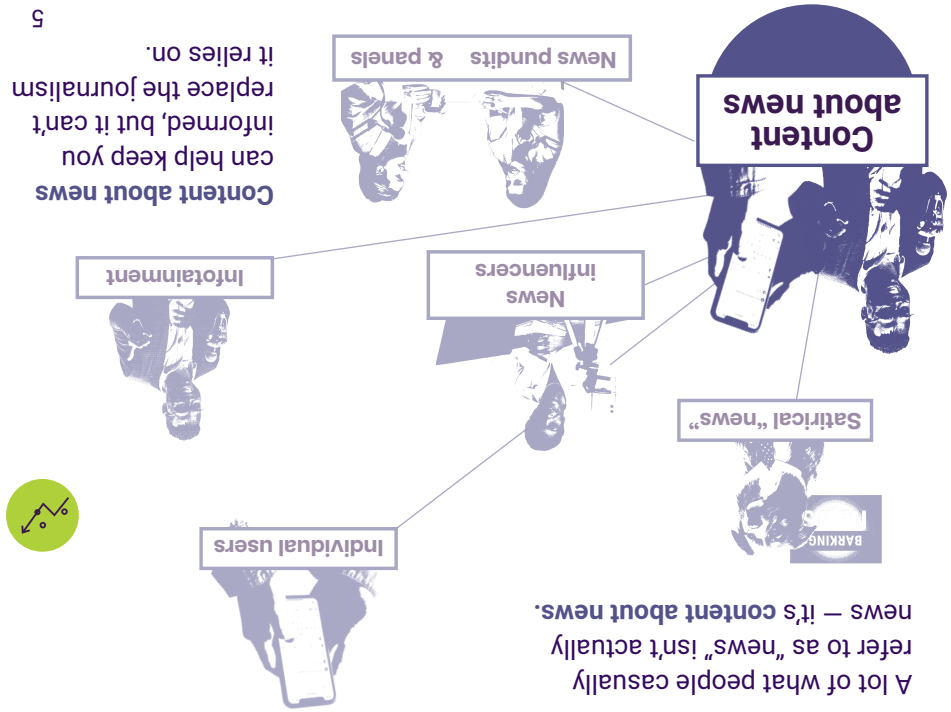 A lot of what people casually
refer to as “news” isn’t actually
news – it’s content about news.
BARKING
NEWS
Individual users
Satirical “news”
News
influencers
Infotainment
Content
about news
News pundits & panels
Content about news
can help keep you
informed, but it can’t
replace the journalism
it relies on.
5